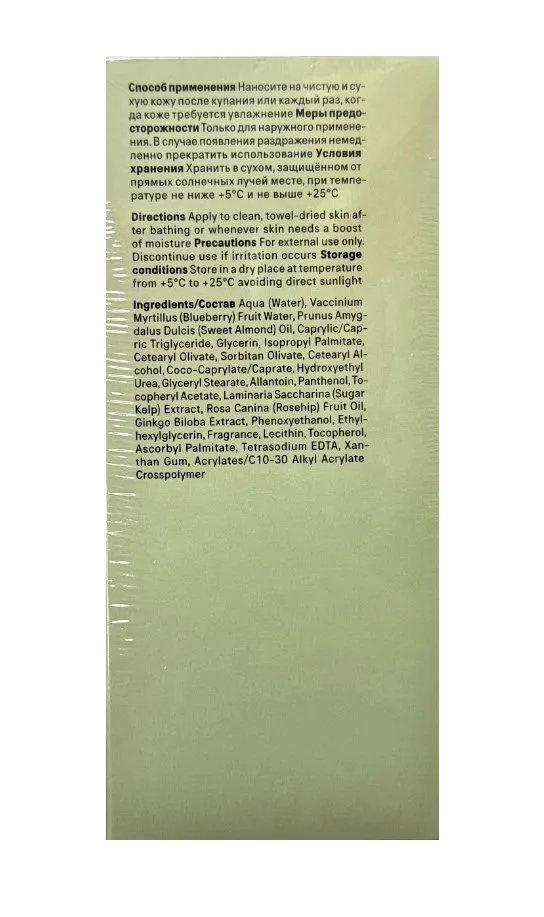 Способ применения Наносите на чистую и су-
хую кожу после купания или каждый раз, ког-
да коже требуется увлажнение Меры предо-
сторожности Только для наружного примене-
ния. В случае появления раздражения немед-
ленно прекратить использование Условия
хранения Хранить в сухом, защищённом от
прямых солнечных лучей месте, при темпе-
ратуре не ниже +5°C и не выше +25°C
Directions Apply to clean, towel-dried skin af-
ter bathing or whenever skin needs a boost
of moisture Precautions For external use only.
Discontinue use if irritation occurs Storage
conditions Store in a dry place at temperature
from +5°C to +25°C avoiding direct sunlight
Ingredients/Состав Aqua (Water), Vaccinium
Myrtillus (Blueberry) Fruit Water, Prunus Amyg-
dalus Dulcis (Sweet Almond) Oil, Caprylic/Cap-
ric Triglyceride, Glycerin, Isopropyl Palmitate,
Cetearyl Olivate, Sorbitan Olivate, Cetearyl Al-
cohol, Coco-Caprylate/Caprate, Hydroxyethyl
Urea, Glyceryl Stearate, Allantoin, Panthenol, To-
copheryl Acetate, Laminaria Saccharina (Sugar
Kelp) Extract, Rosa Canina (Rosehip) Fruit Oil,
Ginkgo Biloba Extract, Phenoxyethanol, Ethyl-
hexylglycerin, Fragrance, Lecithin, Tocopherol,
Ascorbyl Palmitate, Tetrasodium EDTA, Xan-
than Gum, Acrylates/C10-30 Alkyl Acrylate
Crosspolymer